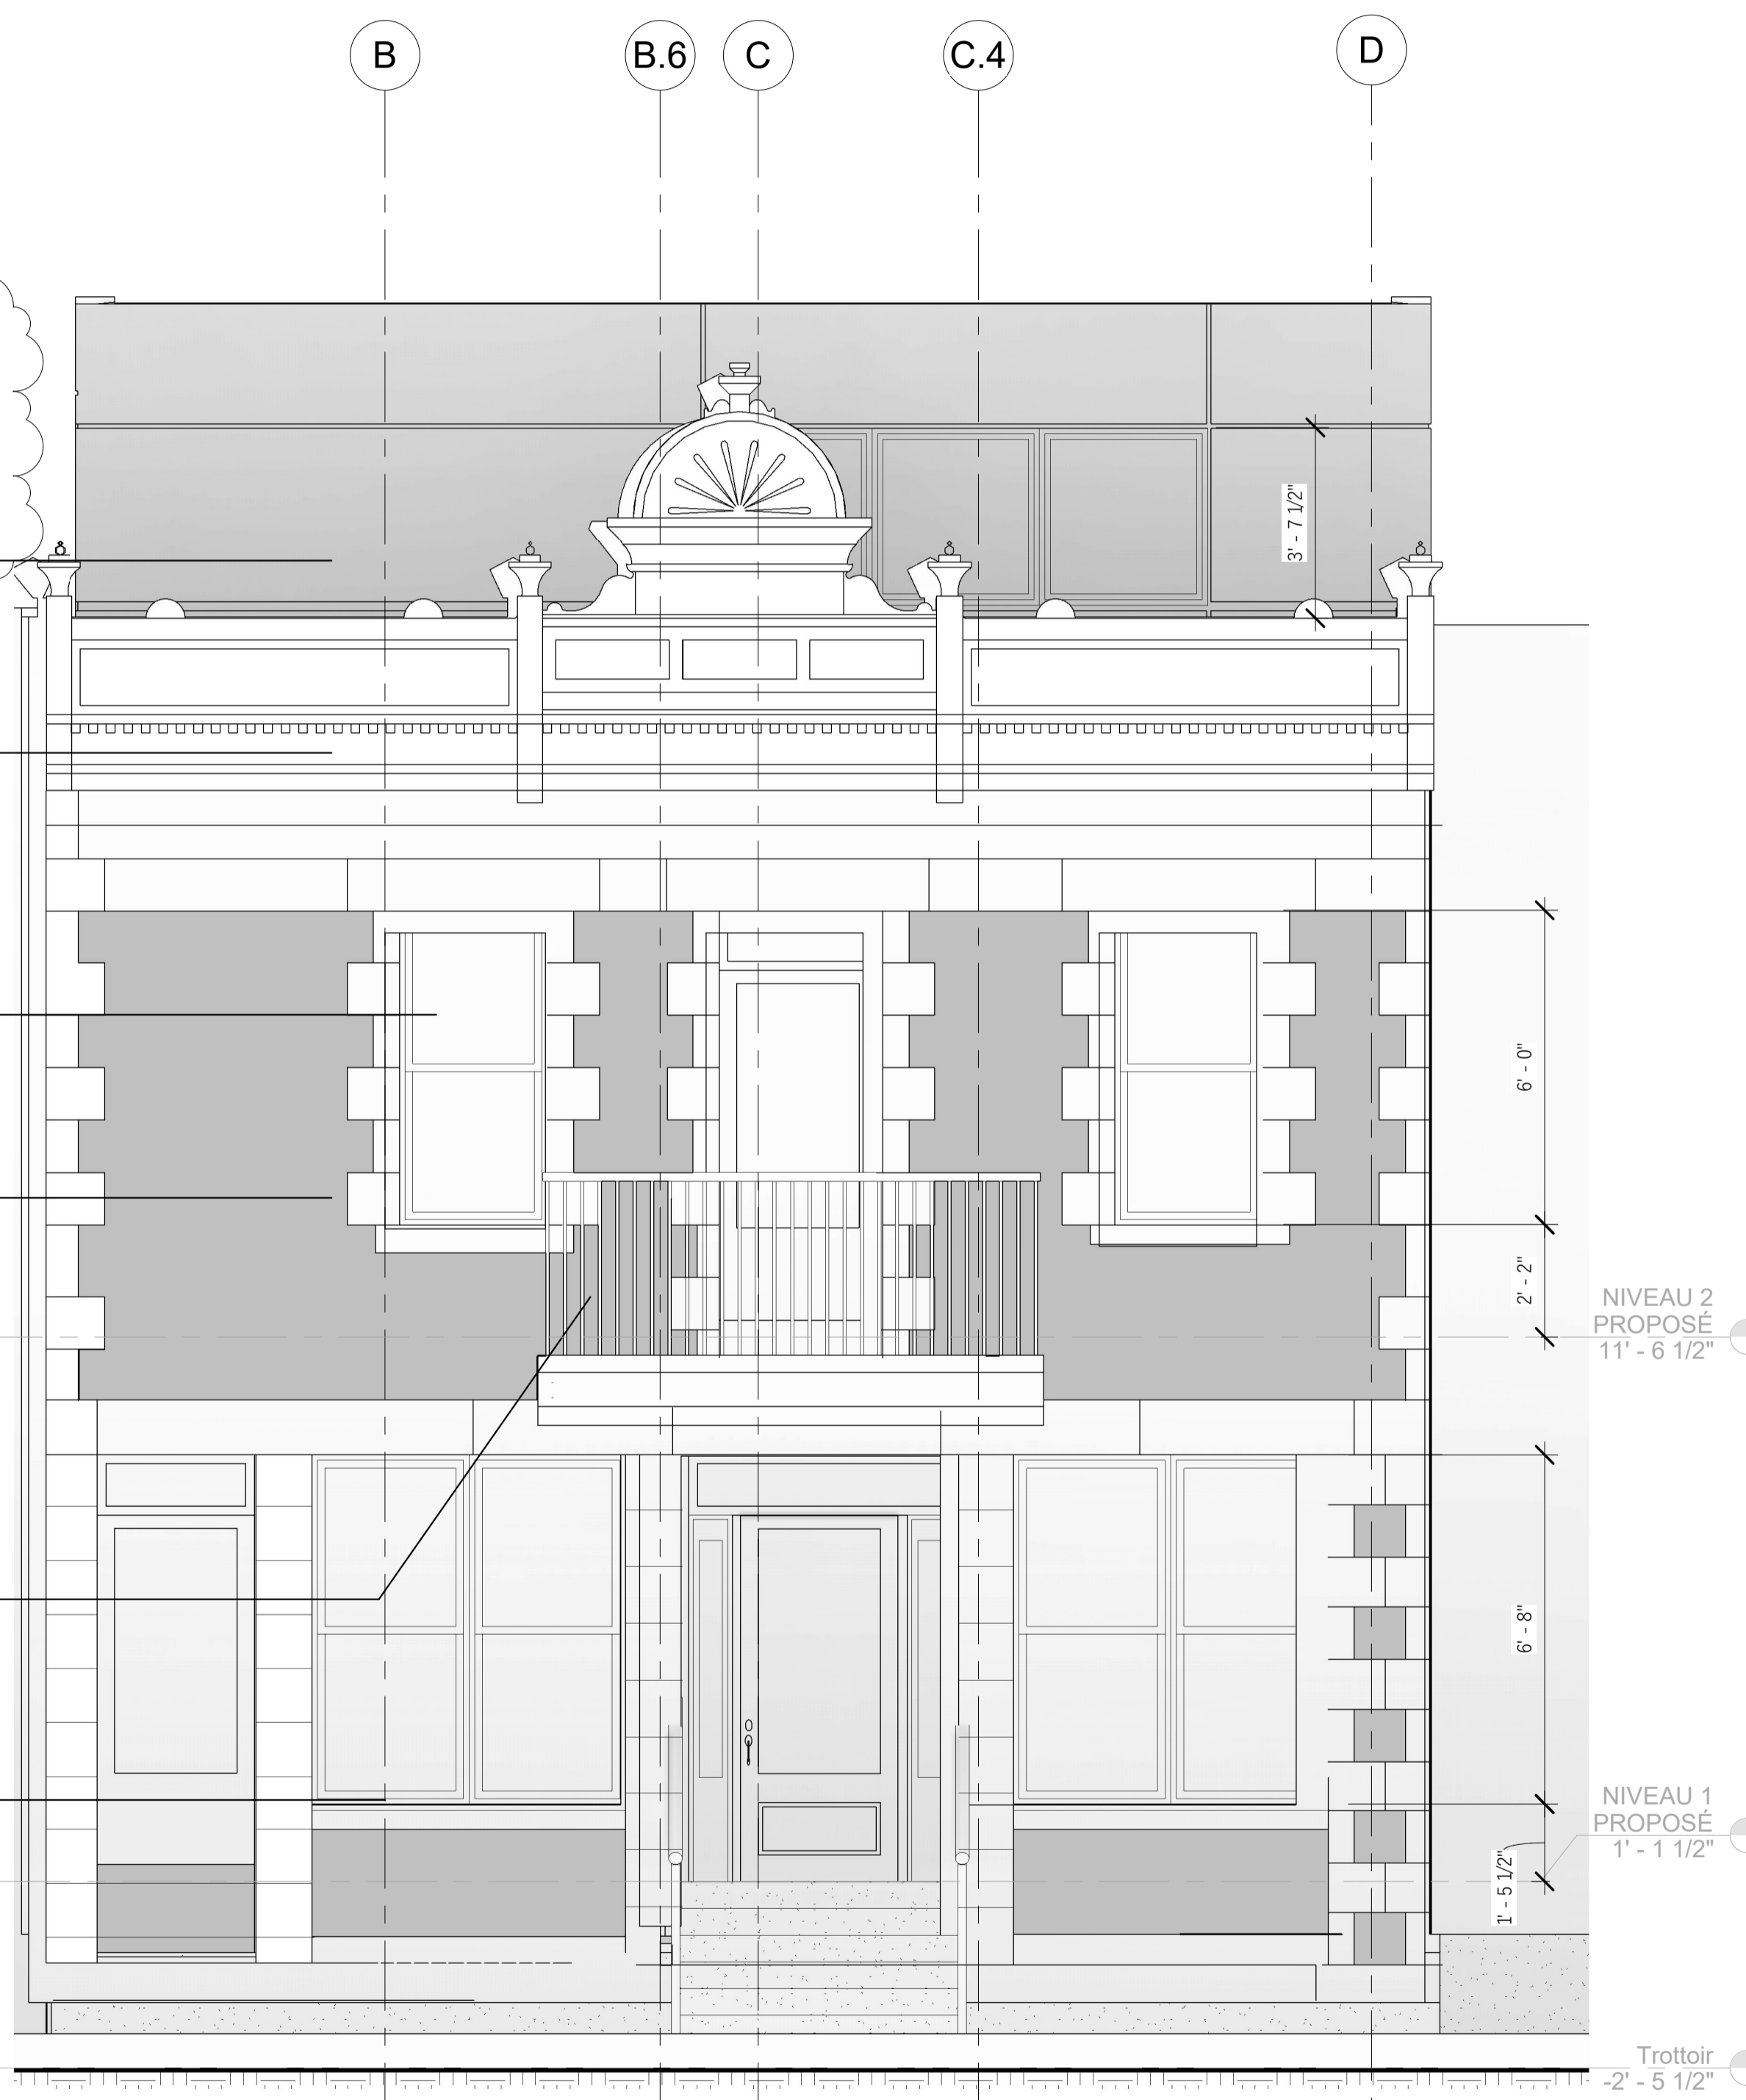 B
B.6
C
C.4
D
3' - 7 1/2"
6' - 0"
2' - 2"
NIVEAU 2
PROPOSÉ
11' - 6 1/2"
6' - 8"
NIVEAU 1
PROPOSÉ
1' - 1 1/2"
1' - 5 1/2"
Trottoir
-2' - 5 1/2"